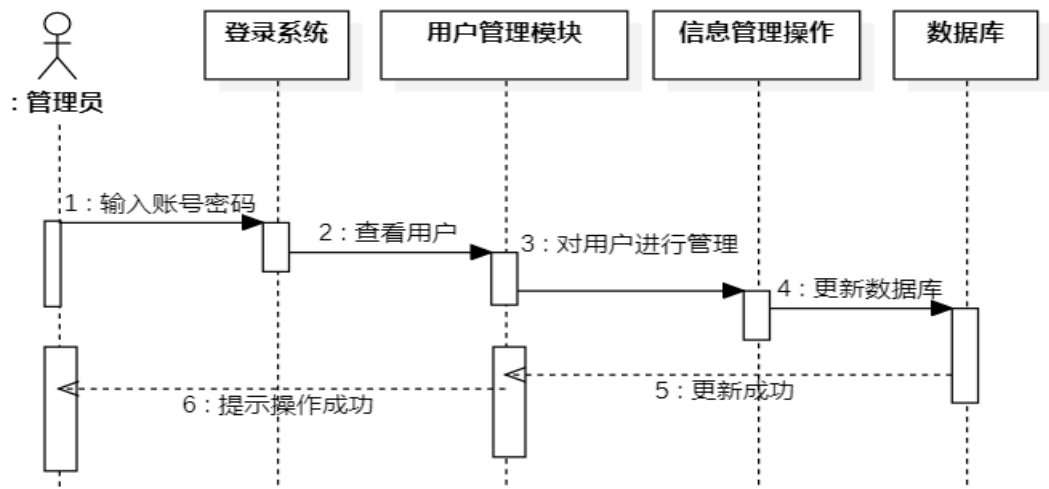 登录系统
用户管理模块
信息管理操作
数据库
: 管理员
1 : 输入账号密码
2 : 查看用户
3 : 对用户进行管理
4 : 更新数据库
5 : 更新成功
6 : 提示操作成功